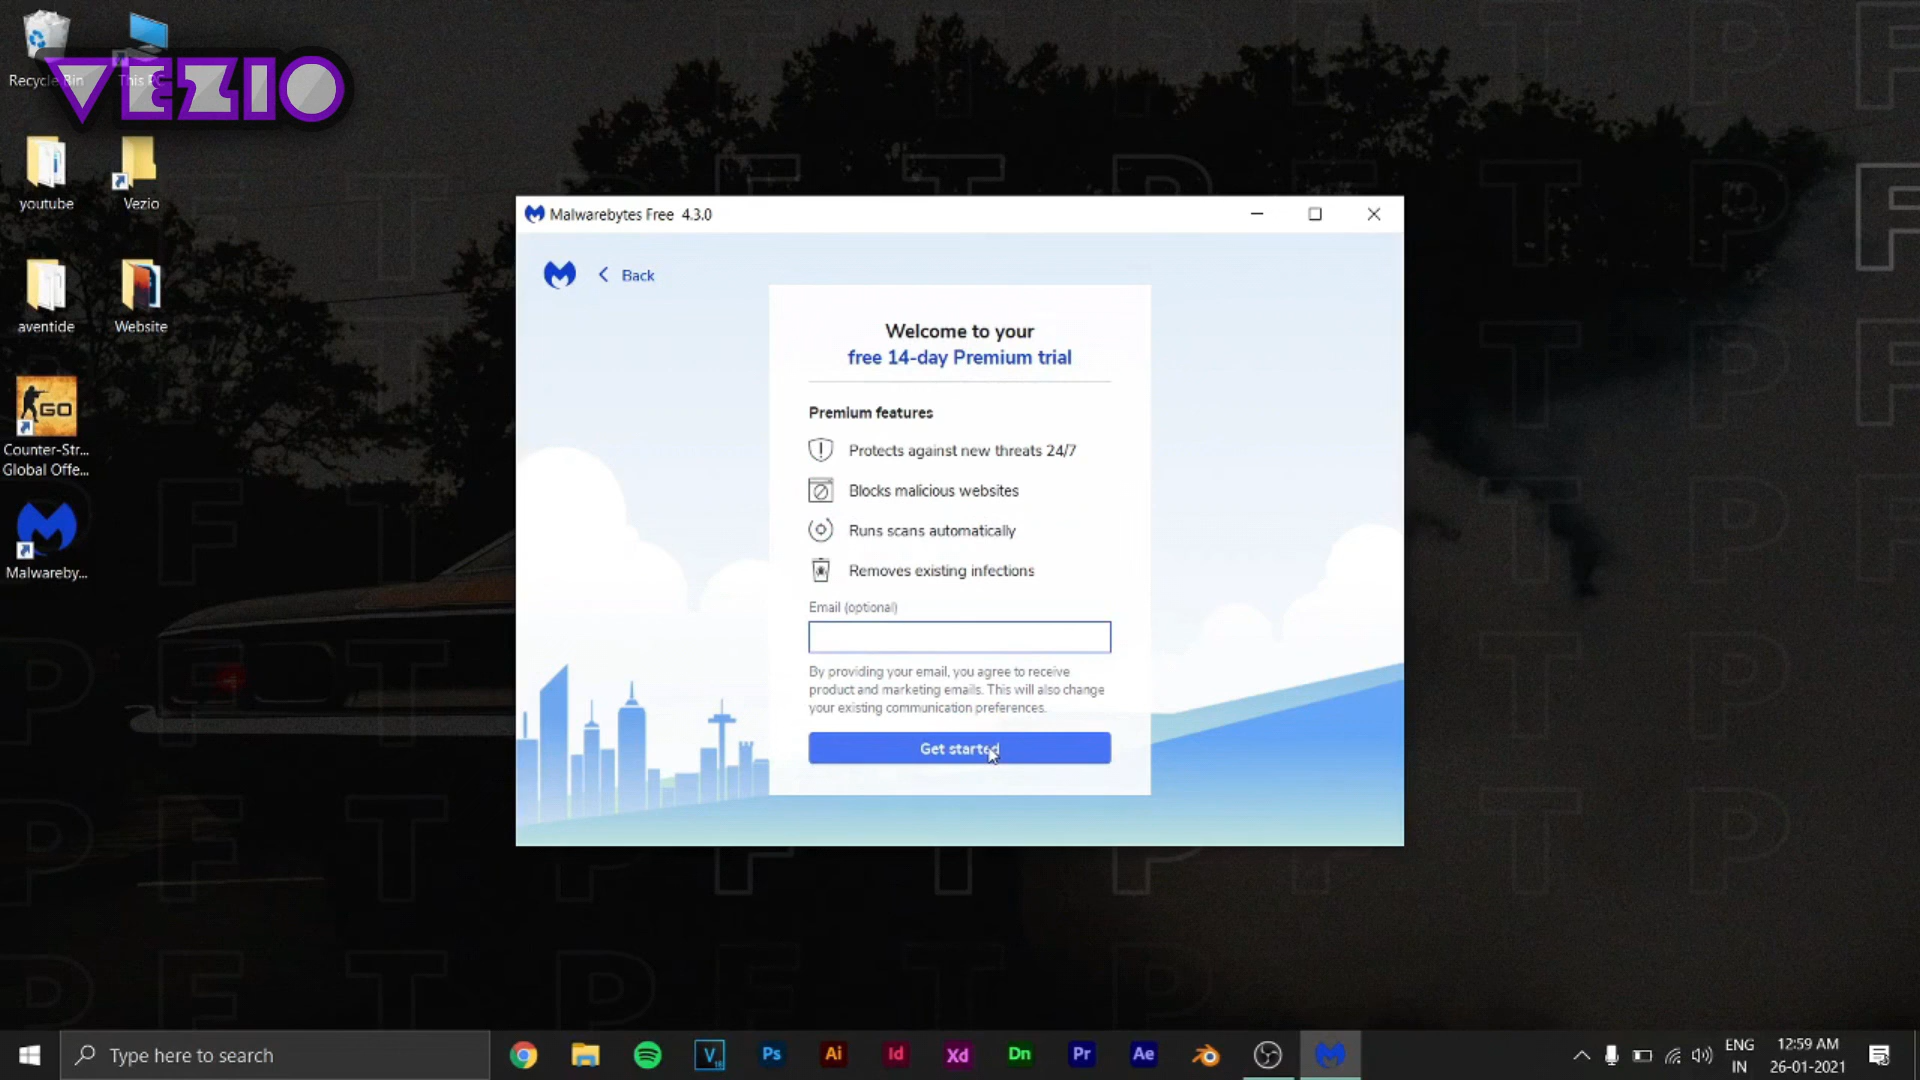 Recycle Bin
This PC
VEZIO
youtube
Vezio
aventide
Website
GO
Counter-Str...
Global Offe...
Malwareby...
Malwarebytes Free 4.3.0
Back
Welcome to your
free 14-day Premium trial
Premium features
Protects against new threats 24/7
Blocks malicious websites
Runs scans automatically
Removes existing infections
Email (optional)
By providing your email, you agree to receive
product and marketing emails. This will also change
your existing communication preferences.
Get started
Type here to search
V
18
Ps
Ai
Id
Xd
Dn
Pr
Ae
ENG
IN
12:59 AM
26-01-2021